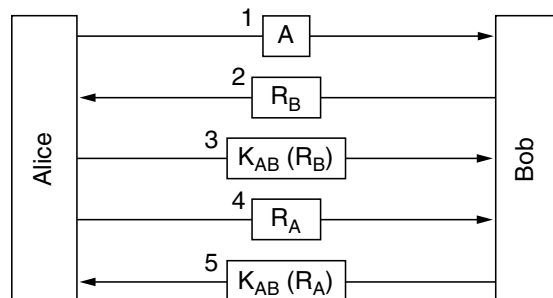 Alice
1 A
2 R_B
3 K_AB (R_B)
4 R_A
5 K_AB (R_A)
Bob